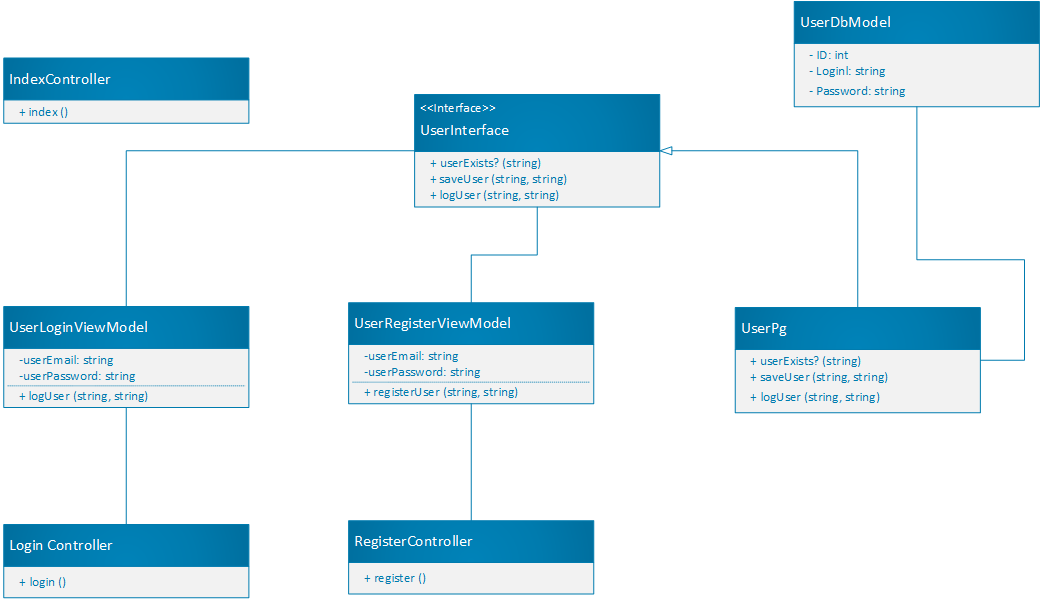 UserDbModel
- ID: int
- Loginl: string
- Password: string
IndexController
+ index ()
<<Interface>>
UserInterface
+ userExists? (string)
+ saveUser (string, string)
+ logUser (string, string)
UserLoginViewModel
-userEmail: string
-userPassword: string
+ logUser (string, string)
UserRegisterViewModel
-userEmail: string
-userPassword: string
+ registerUser (string, string)
UserPg
+ userExists? (string)
+ saveUser (string, string)
+ logUser (string, string)
Login Controller
+ login ()
RegisterController
+ register ()